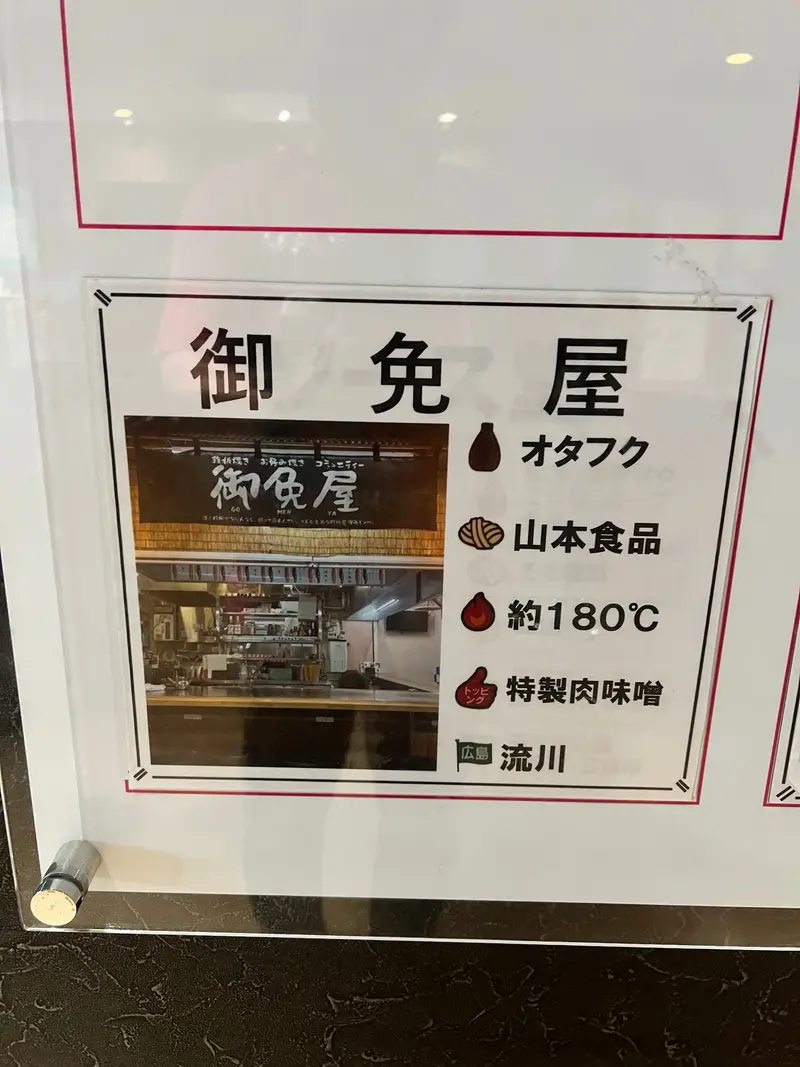 御免屋
鉄板焼き お好み焼き コミュニティー
御免屋
GO MEN YA
オタフク
山本食品
約180℃
トッピング
特製肉味噌
広島
流川